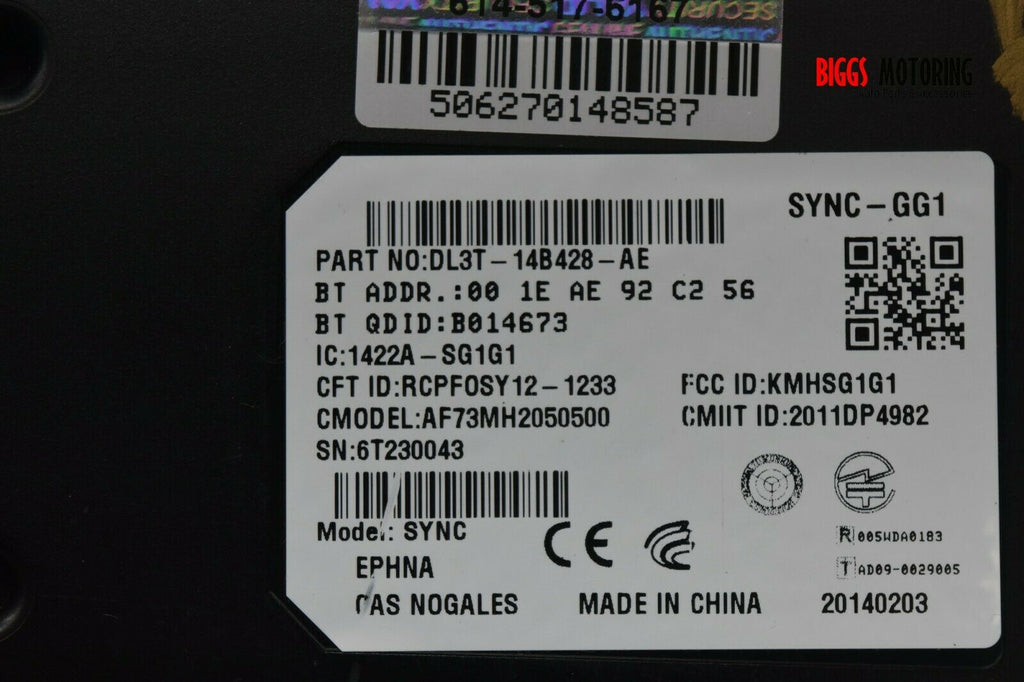 614-517-6167
506270148587
BIGGS MOTORING
SYNC-GG1
PART NO:DL3T-14B428-AE
BT ADDR.:00 1E AE 92 C2 56
BT QDID:B014673
IC:1422A-SG1G1
CFT ID:RCPFOSY12-1233 FCC ID:KMHSG1G1
CMODEL:AF73MH2050500 CMIIT ID:2011DP4982
SN:6T230043
Model: SYNC
CE
R 005WDA0183
EPHNA
T AD09-0029005
CAS NOGALES MADE IN CHINA 20140203